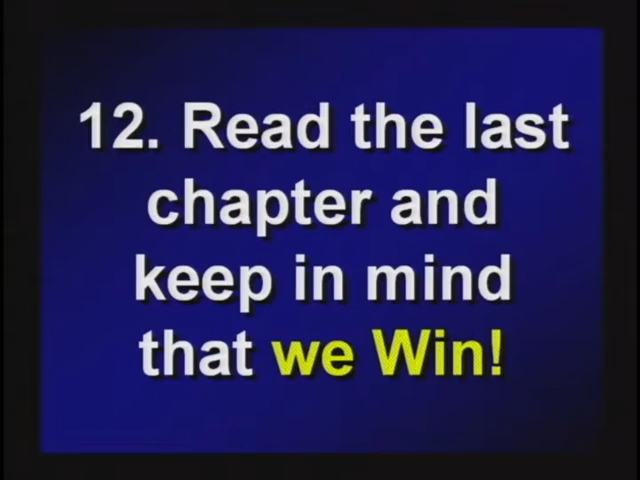 12. Read the last
chapter and
keep in mind
that we Win!